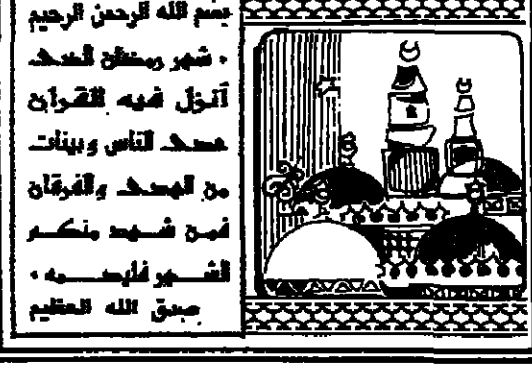 بسم الله الرحمن الرحيم
« شهر رمضان الذى
أنزل فيه القرآن
هدى للناس وبينات
من الهدى والفرقان
فمن شهد منكم
الشهر فليصمه »
صدق الله العظيم